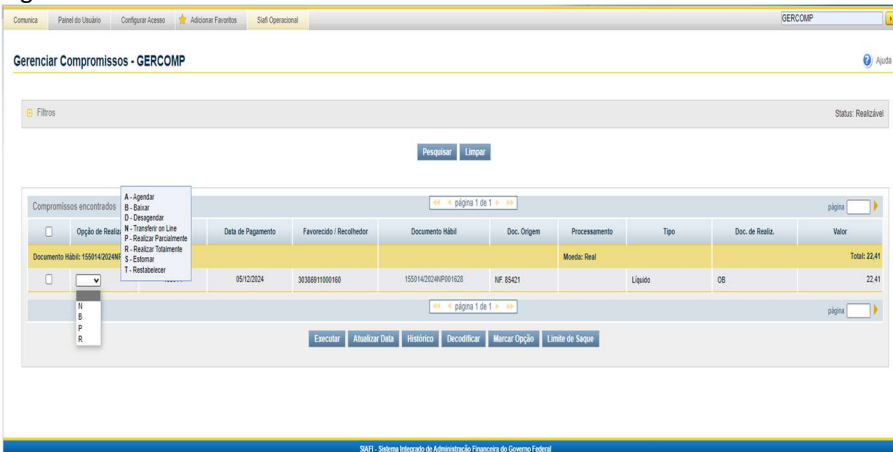 Comunica Painel do Usuário Configurar Acesso Adicionar Favoritos Siafi Operacional GERCOMP
Gerenciar Compromissos - GERCOMP Ajuda
Filtros Status: Realizável
Pesquisar Limpar
Compromissos encontrados página 1 de 1 página
A - Agendar
B - Baixar
D - Desagendar
N - Transferir on Line
P - Realizar Parcialmente
R - Realizar Totalmente
S - Estornar
T - Restabelecer
Opção de Realiz Data de Pagamento Favorecido / Recolhedor Documento Hábil Doc. Origem Processamento Tipo Doc. de Realiz. Valor
Documento Hábil: 155014/2024NP Moeda: Real Total: 22,41
05/12/2024 30308911000160 155014/2024NP001628 NF. 85421 Líquido OB 22,41
N
B
P
R
página 1 de 1 página
Executar Atualizar Data Histórico Decodificar Marcar Opção Limite de Saque
SIAFI - Sistema Integrado de Administração Financeira do Governo Federal